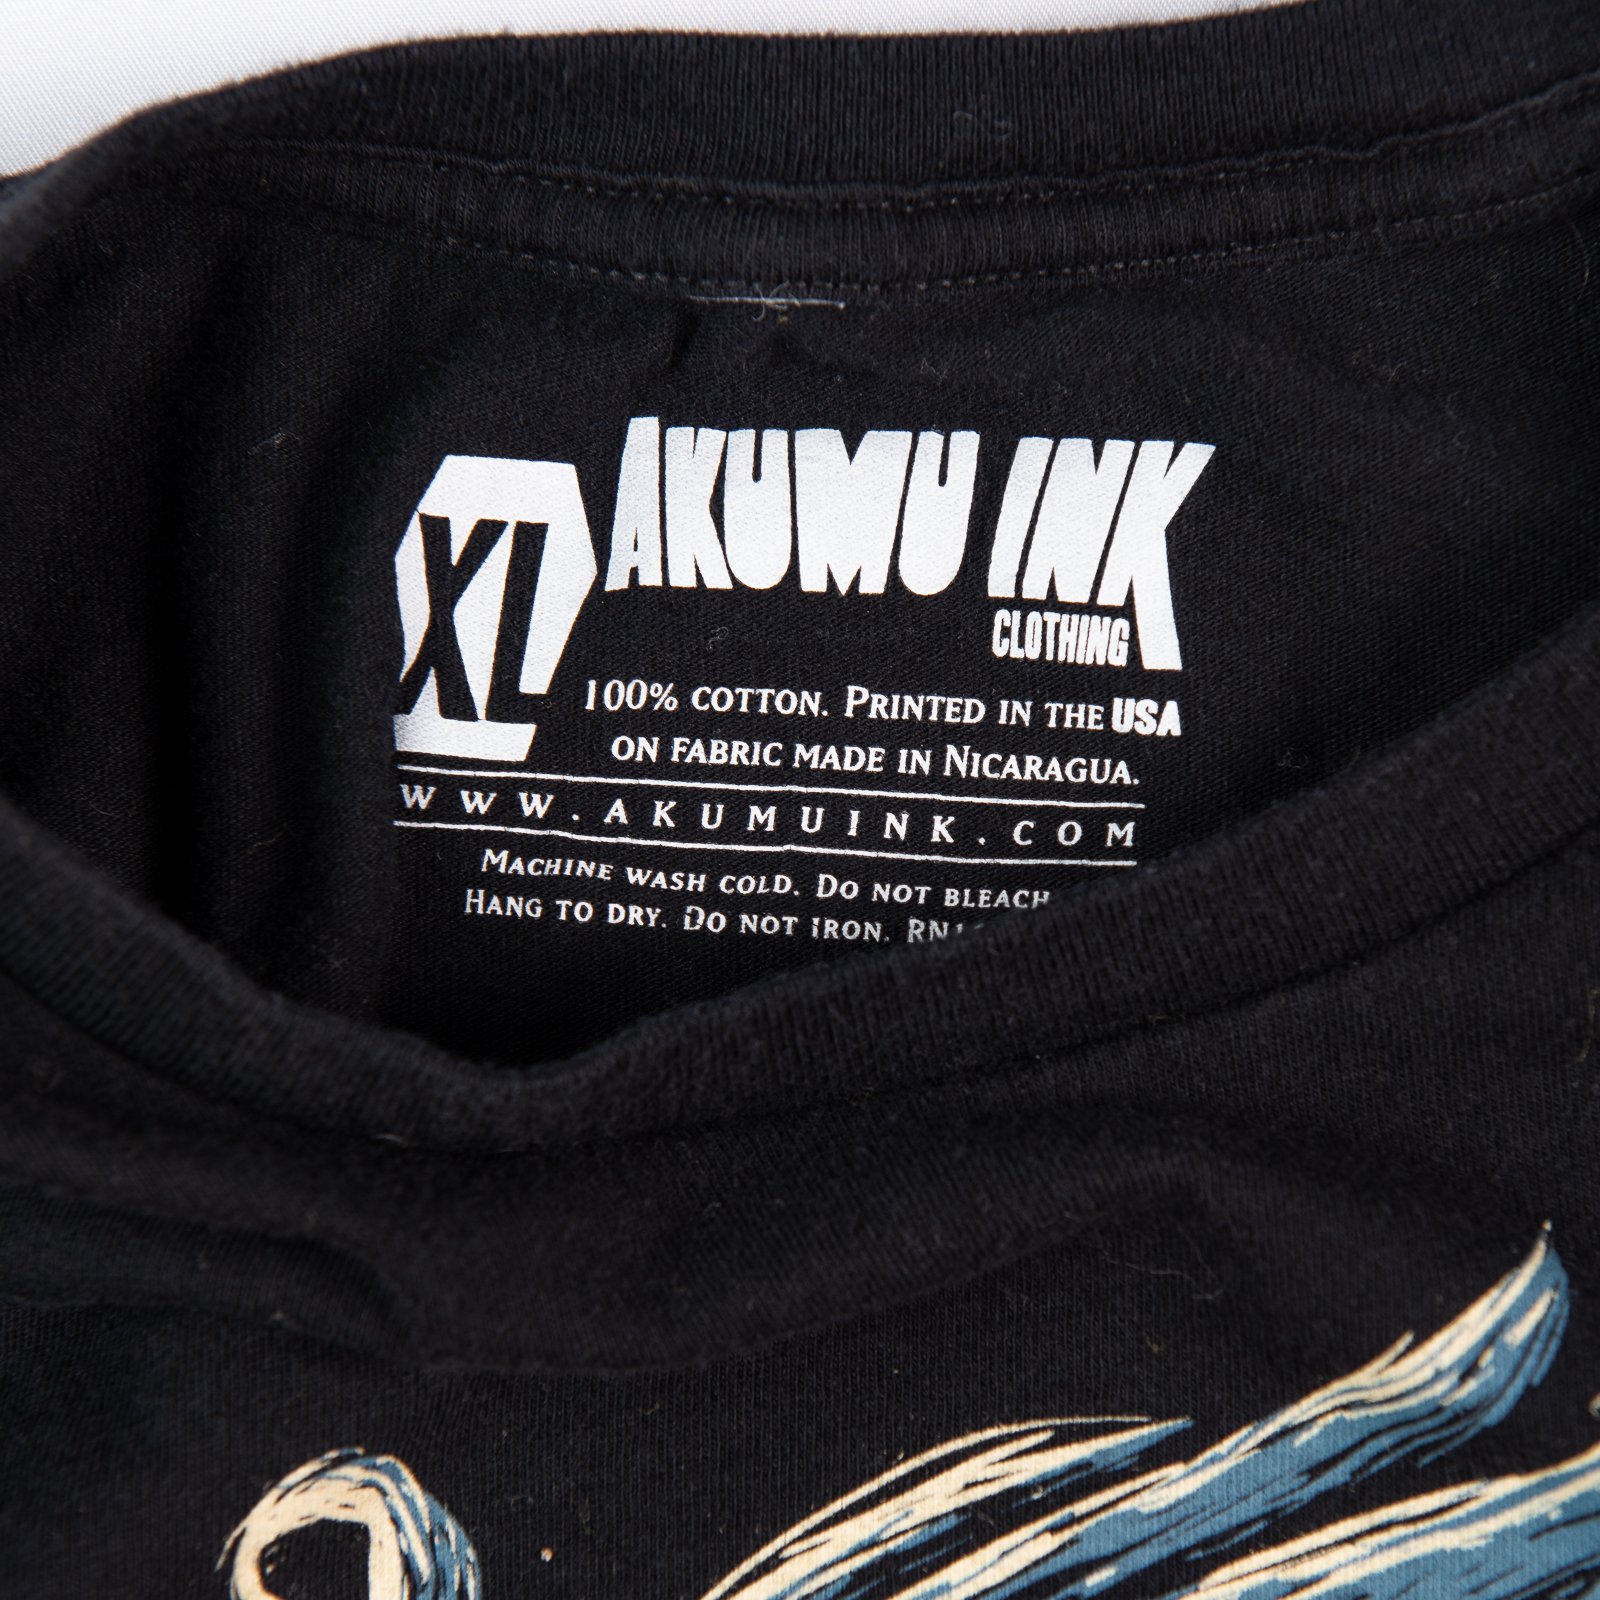 XL
AKUMU INK
CLOTHING
100% COTTON. PRINTED IN THE USA
ON FABRIC MADE IN NICARAGUA.
WWW.AKUMUINK.COM
MACHINE WASH COLD. DO NOT BLEACH
HANG TO DRY. DO NOT IRON.